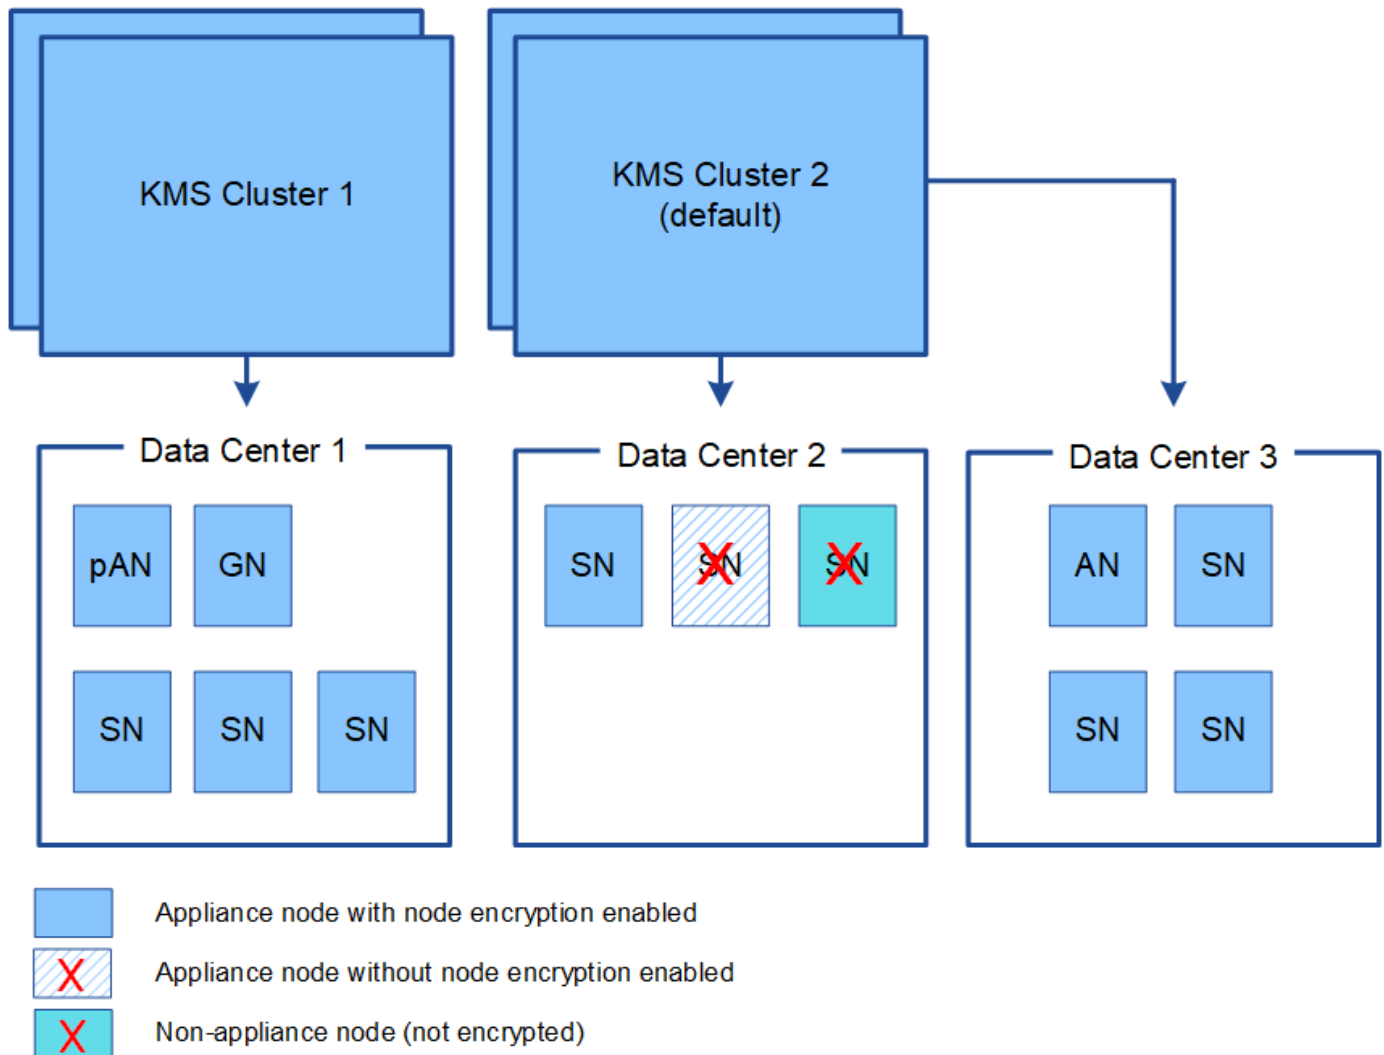 KMS Cluster 1
KMS Cluster 2
(default)
Data Center 1
Data Center 2
Data Center 3
pAN
GN
SN
SN
SN
SN
SN
SN
AN
SN
SN
SN
Appliance node with node encryption enabled
X Appliance node without node encryption enabled
X Non-appliance node (not encrypted)